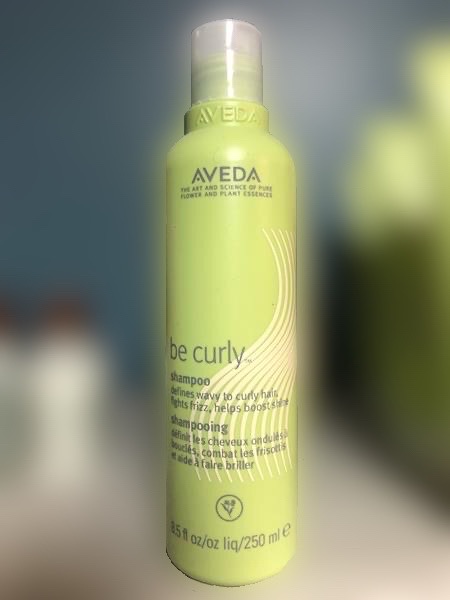 AVEDA
AVEDA
THE ART AND SCIENCE OF PURE
FLOWER AND PLANT ESSENCES
be curly™
shampoo
defines wavy to curly hair,
fights frizz, helps boost shine
shampooing
définit les cheveux ondulés à
bouclés, combat les frisottis
et aide à faire briller
8.5 fl oz/oz liq/250 ml ℮